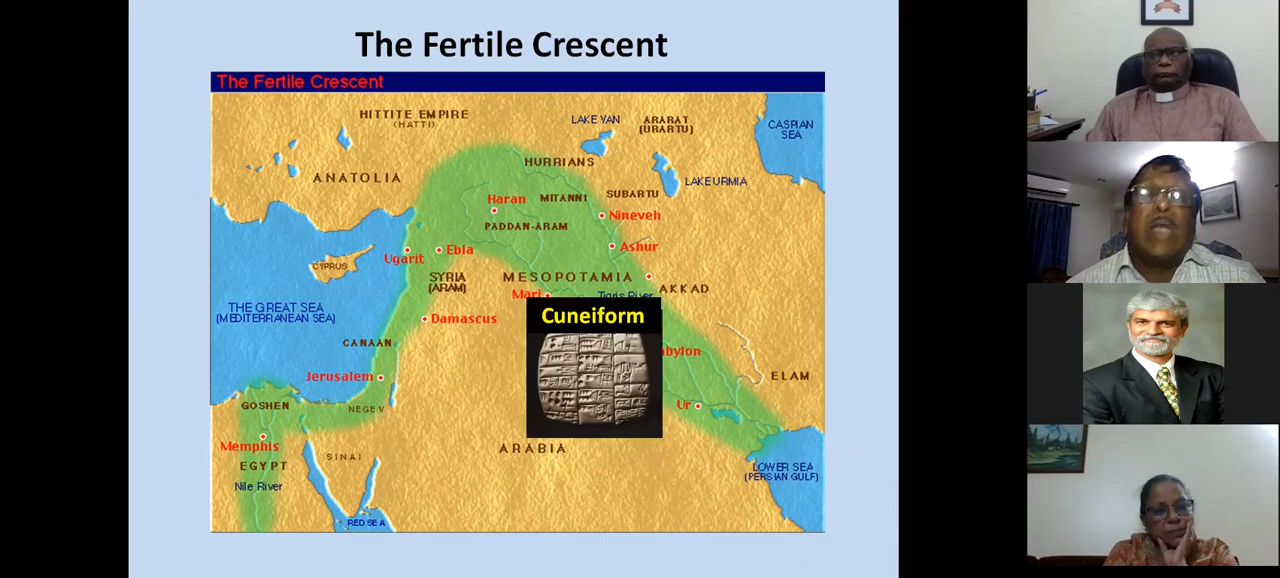 The Fertile Crescent
The Fertile Crescent
HITTITE EMPIRE
(HATTI)
LAKE VAN
ARARAT
(URARTU)
CASPIAN
SEA
HURRIANS
ANATOLIA
LAKE URMIA
SUBARTU
Haran
MITANNI
Nineveh
PADDAN-ARAM
Ashur
Ugarit
Ebla
CYPRUS
SYRIA
(ARAM)
MESOPOTAMIA
AKKAD
Mari
Tigris River
THE GREAT SEA
(MEDITERRANEAN SEA)
Damascus
Cuneiform
CANAAN
abylon
Jerusalem
ELAM
GOSHEN
NEGEV
Ur
Memphis
ARABIA
SINAI
EGYPT
LOWER SEA
(PERSIAN GULF)
Nile River
RED SEA